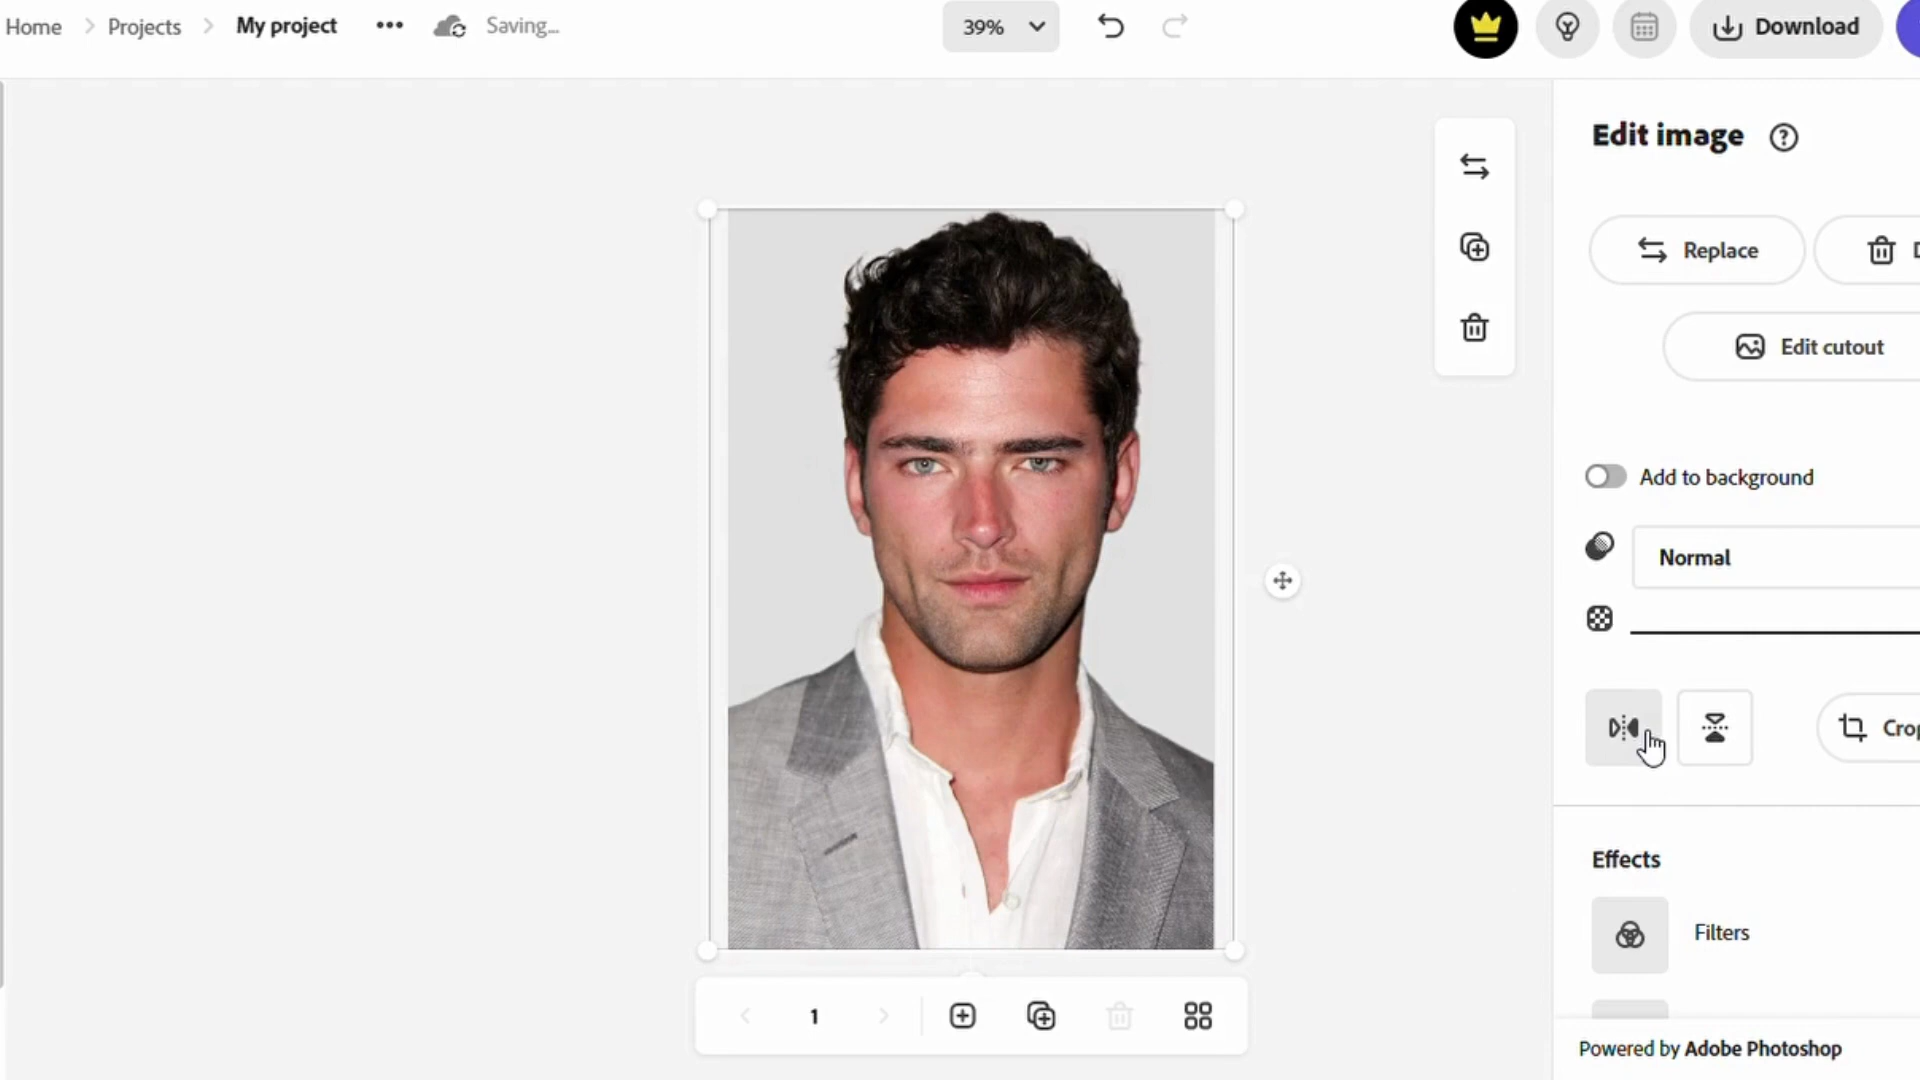 Home
Projects
My project
Saving...
39%
Download
Edit image
Replace
Edit cutout
Add to background
Normal
Crop
Effects
Filters
1
Powered by Adobe Photoshop